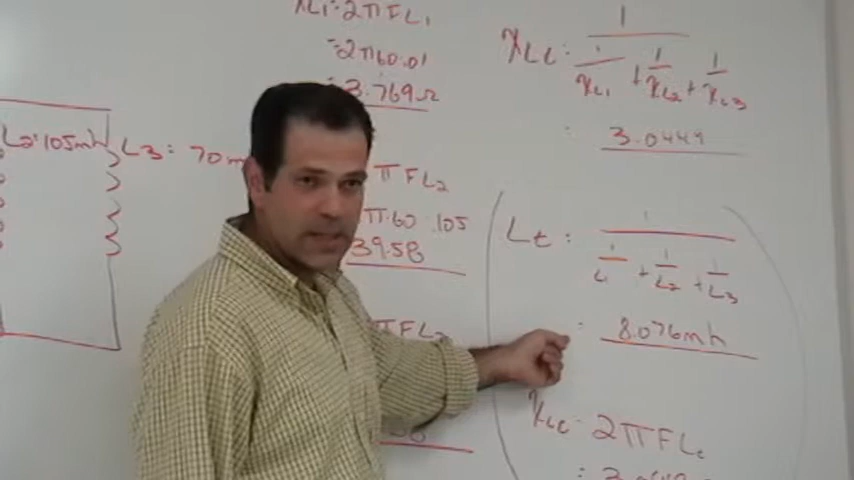 XL1: 2πFL1
=2π60.01
: 3.769Ω
L2:105mh L3: 70m
πFL2
π.60 .105
39.58
πFL2
XLt: 1
1/XL1 + 1/XL2 + 1/XL3
: 3.0449
Lt: 1
1/L1 + 1/L2 + 1/L3
: 8.076mh
XLt: 2πFLt